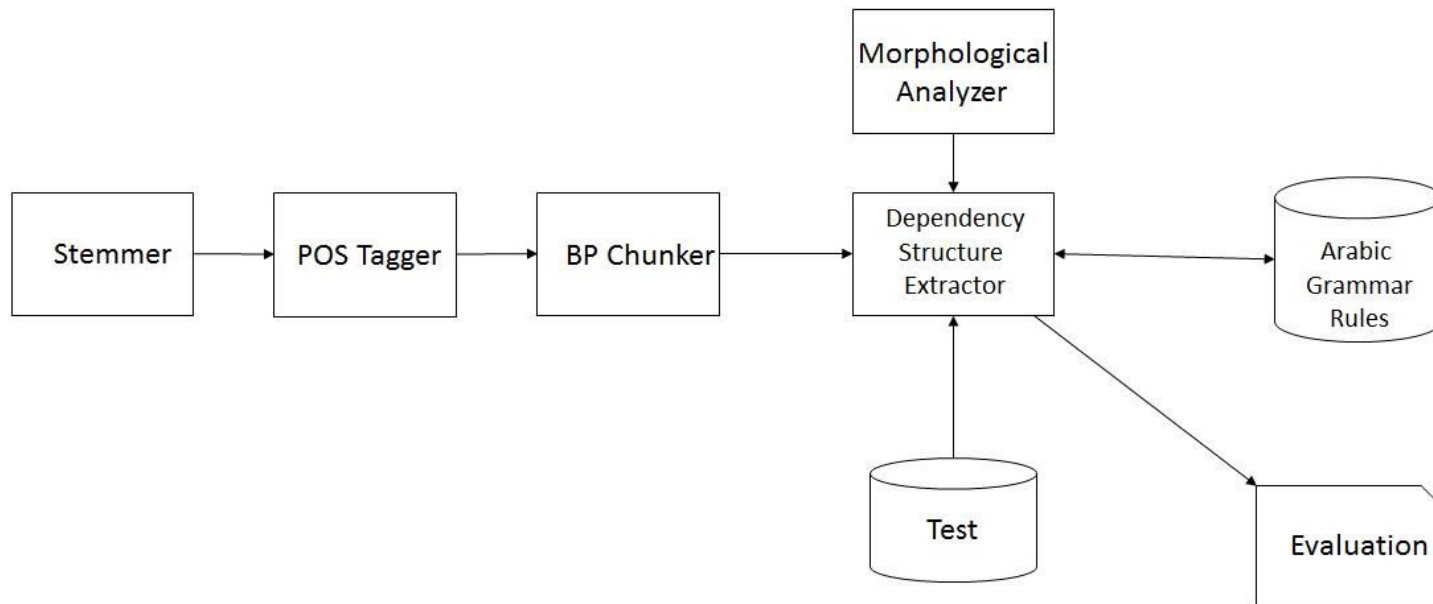 Morphological
Analyzer
Stemmer
POS Tagger
BP Chunker
Dependency
Structure
Extractor
Arabic
Grammar
Rules
Test
Evaluation